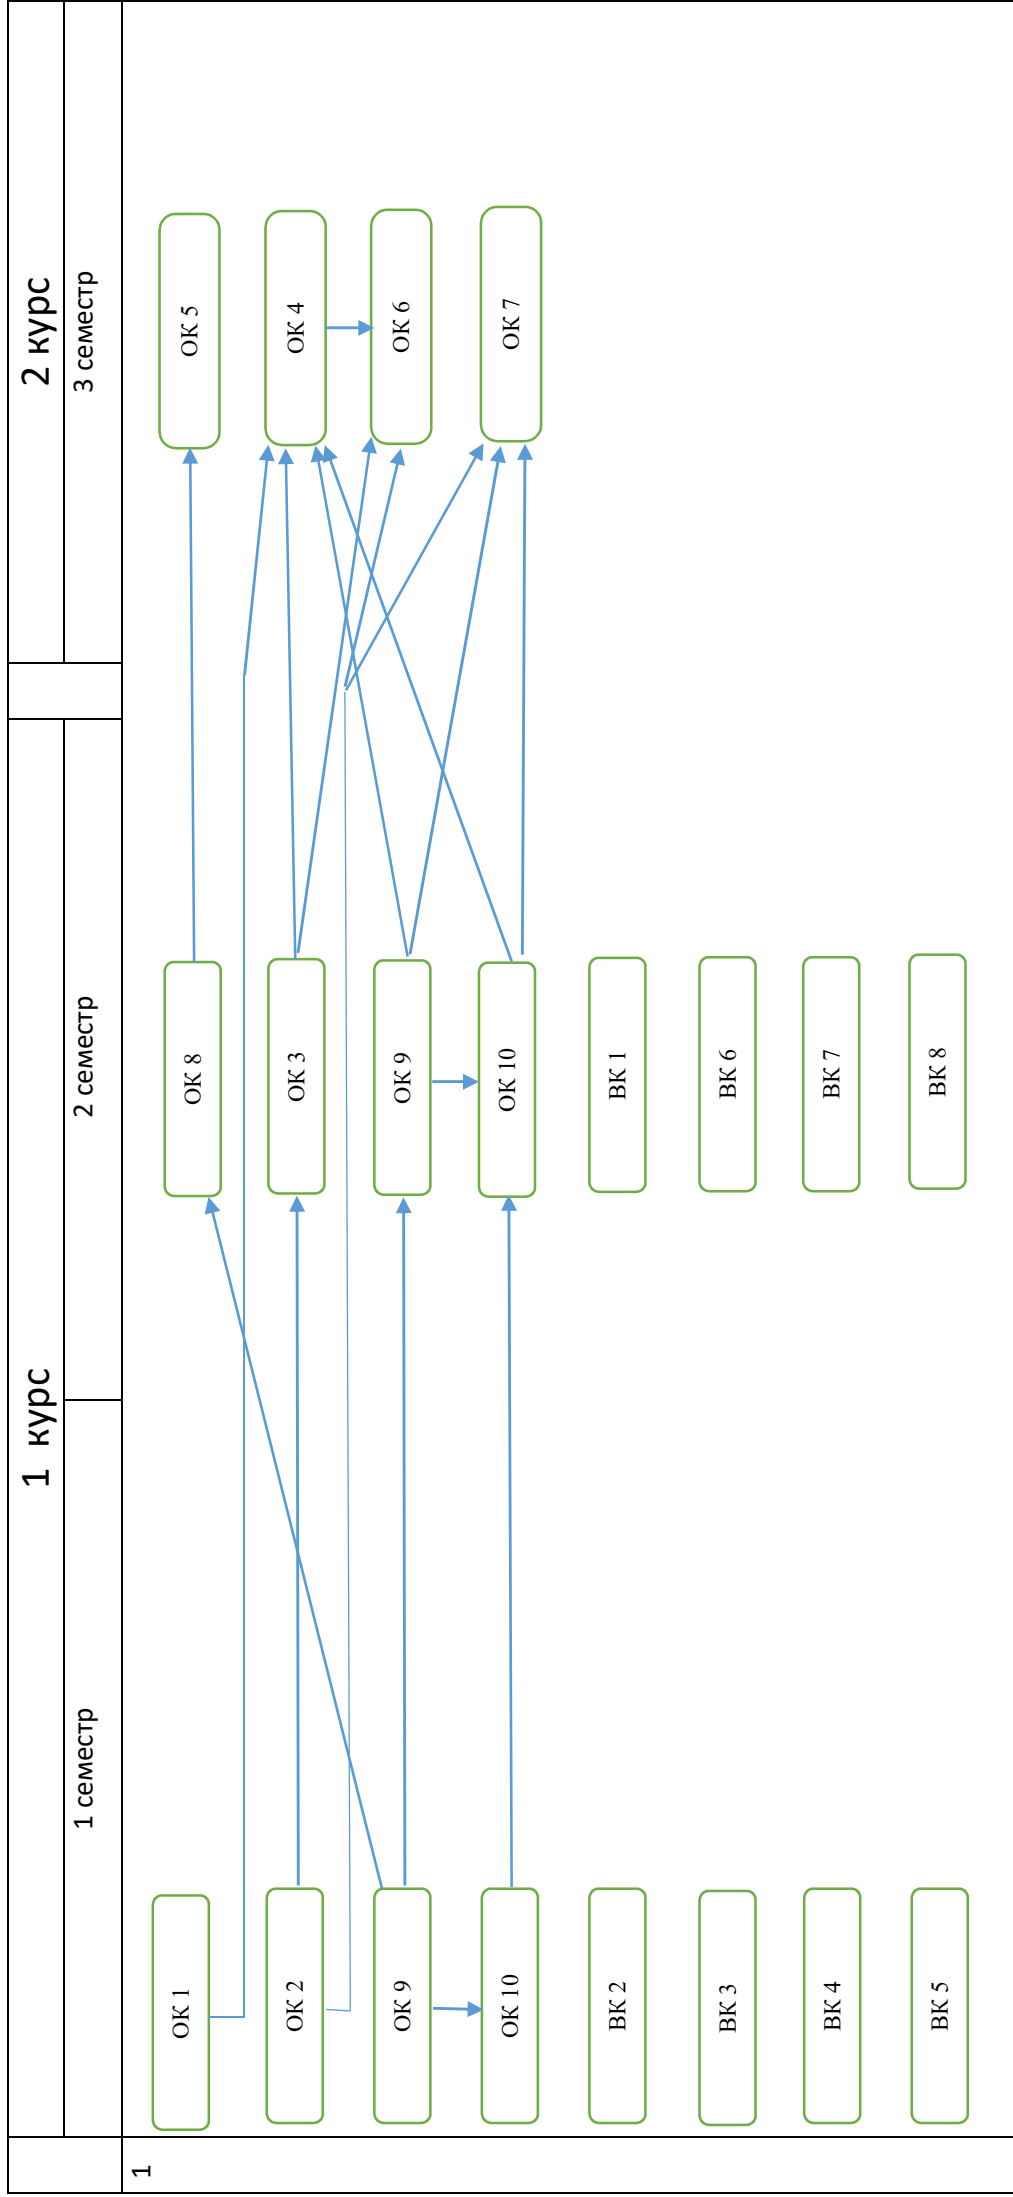 1 курс
2 курс
1 семестр
2 семестр
3 семестр
1
ОК 1
ОК 8
ОК 5
ОК 2
ОК 3
ОК 4
ОК 9
ОК 9
ОК 6
ОК 10
ОК 10
ОК 7
ВК 2
ВК 1
ВК 3
ВК 6
ВК 4
ВК 7
ВК 5
ВК 8